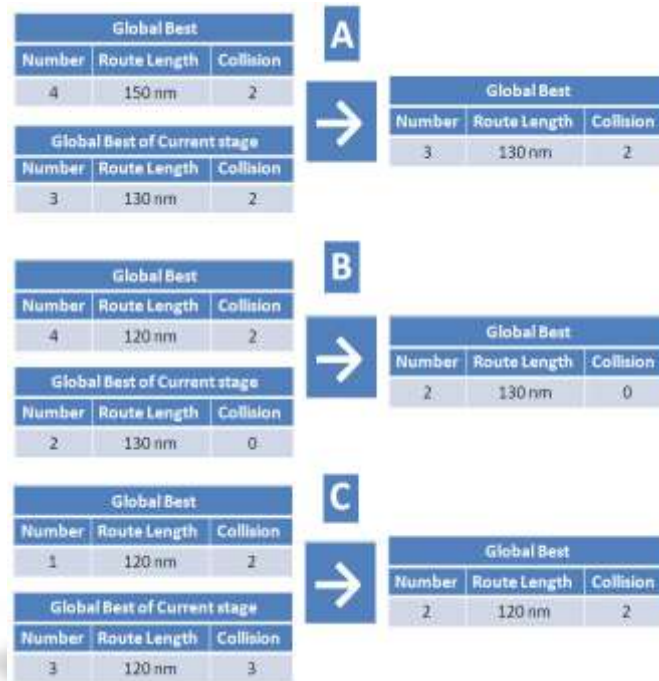 A
Global Best
Number Route Length Collision
4 150 nm 2
Global Best of Current stage
Number Route Length Collision
3 130 nm 2
Global Best
Number Route Length Collision
3 130 nm 2
B
Global Best
Number Route Length Collision
4 120 nm 2
Global Best of Current stage
Number Route Length Collision
2 130 nm 0
Global Best
Number Route Length Collision
2 130 nm 0
C
Global Best
Number Route Length Collision
1 120 nm 2
Global Best of Current stage
Number Route Length Collision
3 120 nm 3
Global Best
Number Route Length Collision
2 120 nm 2